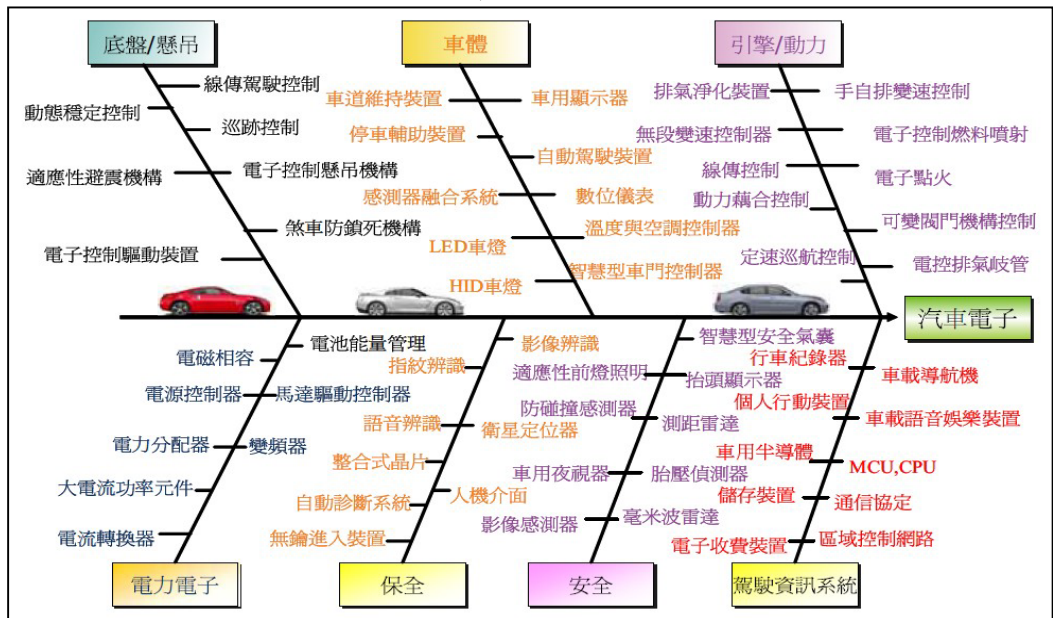 底盤/懸吊
線傳駕駛控制
動態穩定控制
巡跡控制
適應性避震機構
電子控制懸吊機構
煞車防鎖死機構
電子控制驅動裝置
車體
車道維持裝置
車用顯示器
停車輔助裝置
自動駕駛裝置
感測器融合系統
數位儀表
LED車燈
溫度與空調控制器
HID車燈
智慧型車門控制器
引擎/動力
排氣淨化裝置
手自排變速控制
無段變速控制器
電子控制燃料噴射
線傳控制
電子點火
動力藕合控制
可變閥門機構控制
定速巡航控制
電控排氣岐管
汽車電子
電池能量管理
電磁相容
電源控制器
馬達驅動控制器
電力分配器
變頻器
大電流功率元件
電流轉換器
電力電子
影像辨識
指紋辨識
語音辨識
衛星定位器
整合式晶片
人機介面
自動診斷系統
無鑰進入裝置
保全
智慧型安全氣囊
適應性前燈照明
抬頭顯示器
防碰撞感測器
測距雷達
車用夜視器
胎壓偵測器
影像感測器
毫米波雷達
安全
行車紀錄器
車載導航機
個人行動裝置
車載語音娛樂裝置
車用半導體
MCU,CPU
儲存裝置
通信協定
電子收費裝置
區域控制網路
駕駛資訊系統